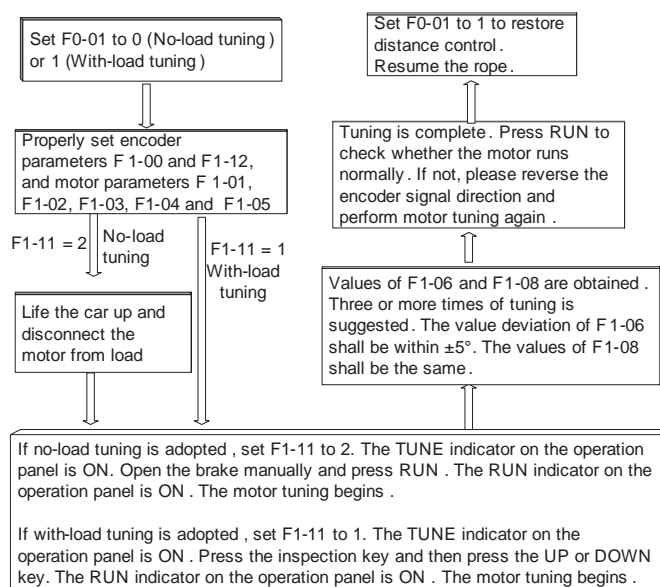 Set F0-01 to 0 (No-load tuning)
or 1 (With-load tuning)
Properly set encoder
parameters F1-00 and F1-12,
and motor parameters F1-01,
F1-02, F1-03, F1-04 and F1-05
F1-11 = 2
No-load
tuning
F1-11 = 1
With-load
tuning
Life the car up and
disconnect the
motor from load
If no-load tuning is adopted, set F1-11 to 2. The TUNE indicator on the operation
panel is ON. Open the brake manually and press RUN. The RUN indicator on the
operation panel is ON. The motor tuning begins.
If with-load tuning is adopted, set F1-11 to 1. The TUNE indicator on the
operation panel is ON. Press the inspection key and then press the UP or DOWN
key. The RUN indicator on the operation panel is ON. The motor tuning begins.
Values of F1-06 and F1-08 are obtained.
Three or more times of tuning is
suggested. The value deviation of F1-06
shall be within ±5°. The values of F1-08
shall be the same.
Tuning is complete. Press RUN to
check whether the motor runs
normally. If not, please reverse the
encoder signal direction and
perform motor tuning again.
Set F0-01 to 1 to restore
distance control.
Resume the rope.